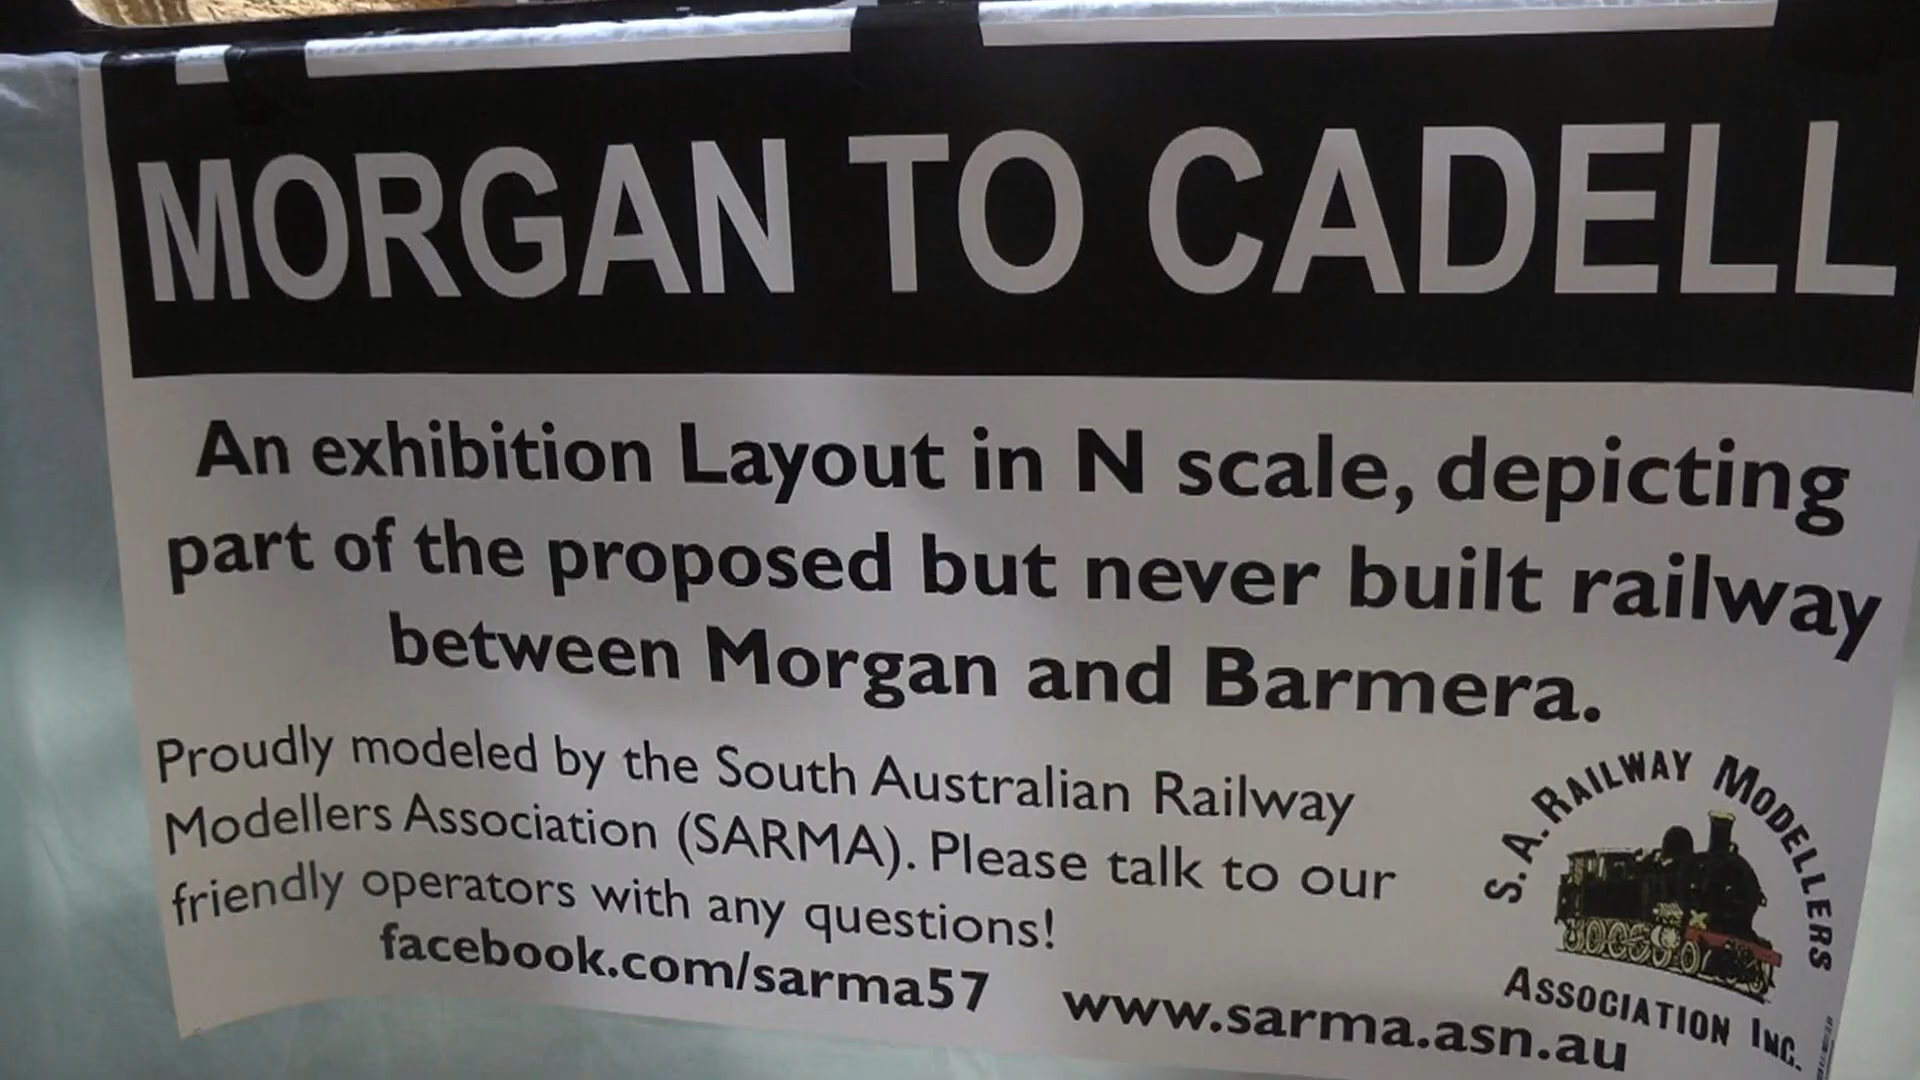 MORGAN TO CADELL
An exhibition Layout in N scale, depicting
part of the proposed but never built railway
between Morgan and Barmera.
Proudly modeled by the South Australian Railway
Modellers Association (SARMA). Please talk to our
friendly operators with any questions!
facebook.com/sarma57 www.sarma.asn.au
S.A. RAILWAY MODELLERS
ASSOCIATION INC.